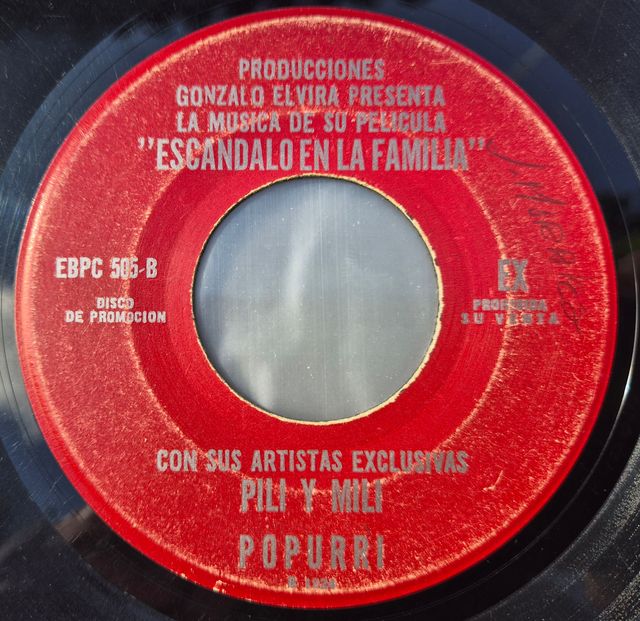 PRODUCCIONES
GONZALO ELVIRA PRESENTA
LA MUSICA DE SU PELICULA
"ESCANDALO EN LA FAMILIA"
EBPC 505-B
DISCO
DE PROMOCION
EX
PROHIBIDA
SU VENTA
CON SUS ARTISTAS EXCLUSIVAS
PILI Y MILI
POPURRI